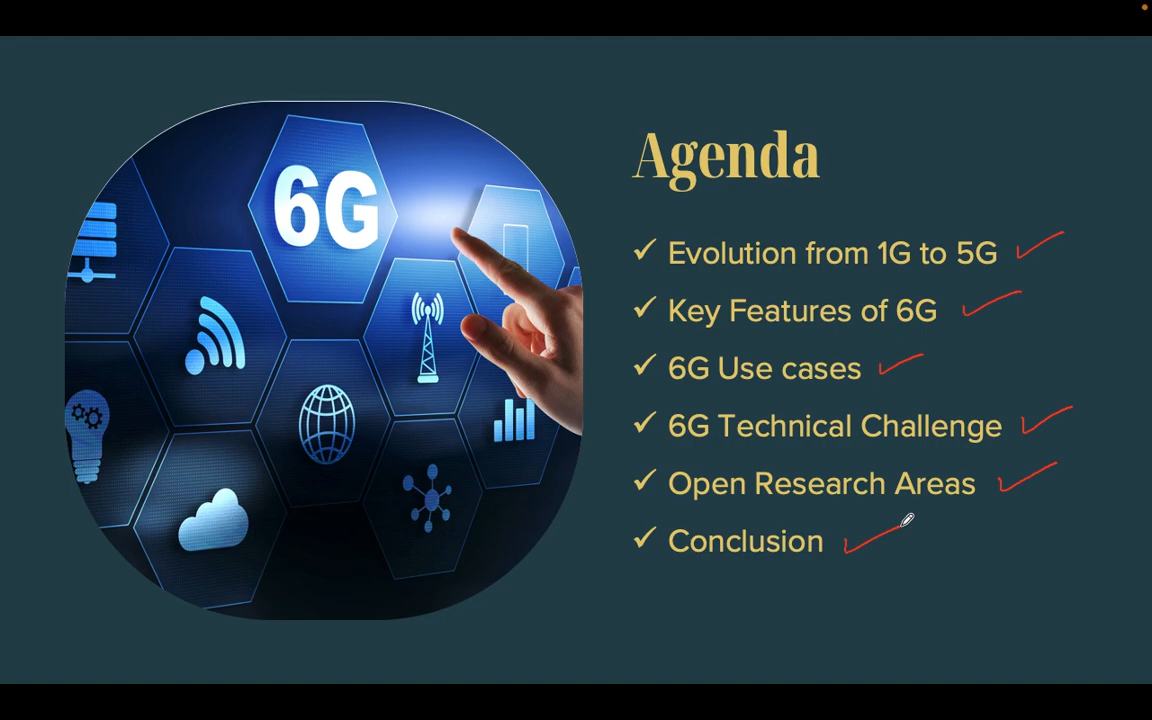 6G
Agenda
✓ Evolution from 1G to 5G
✓ Key Features of 6G
✓ 6G Use cases
✓ 6G Technical Challenge
✓ Open Research Areas
✓ Conclusion